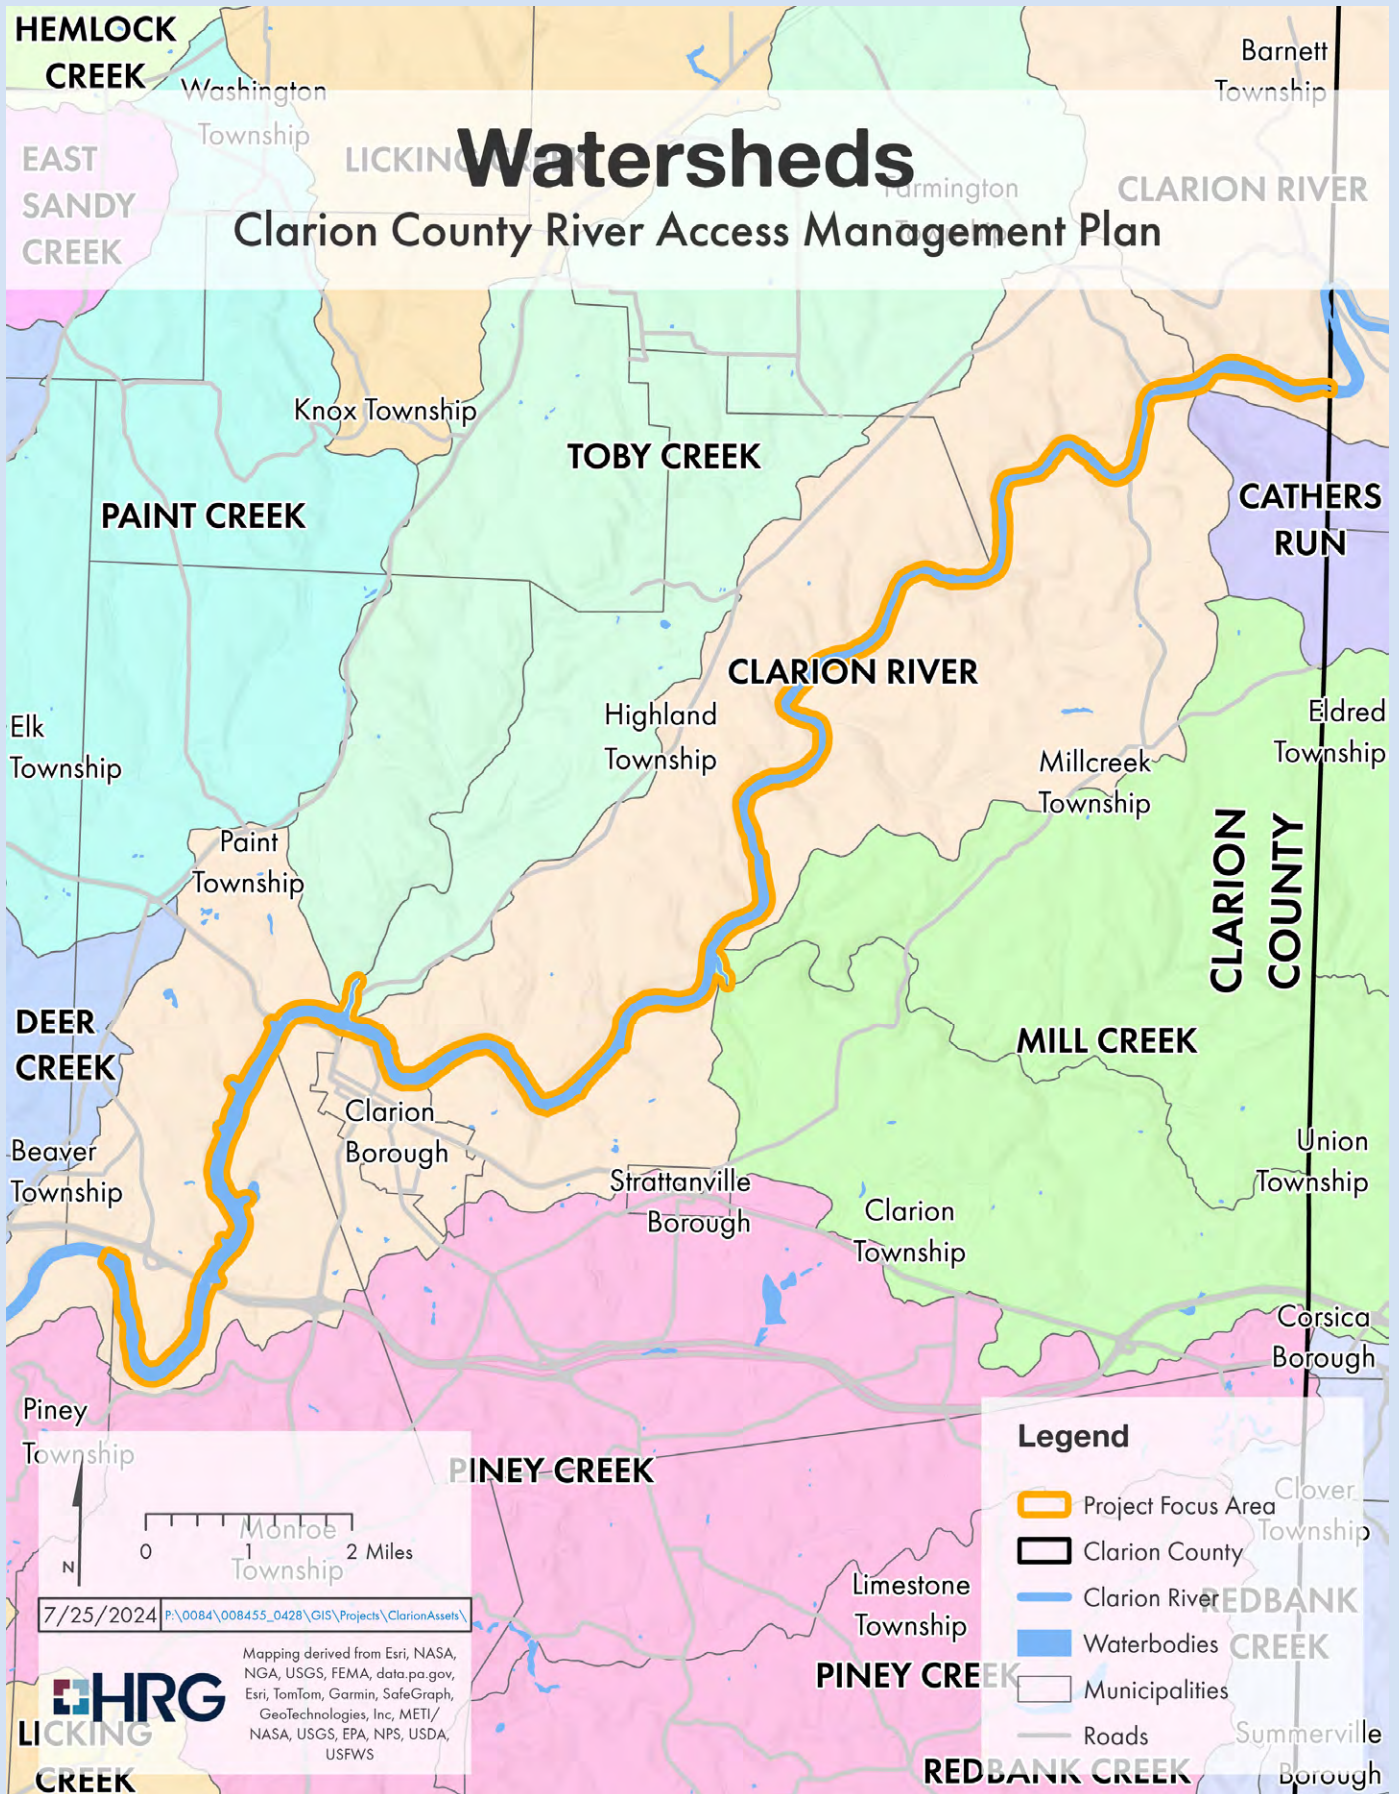 HEMLOCK
CREEK
Barnett
Township
Washington
Township
EAST
SANDY
CREEK
LICKING CREEK
Watersheds
Farmington
Township
CLARION RIVER
Clarion County River Access Management Plan
Knox Township
TOBY CREEK
PAINT CREEK
CATHERS
RUN
CLARION RIVER
Highland
Township
Elk
Township
Eldred
Township
Millcreek
Township
CLARION
COUNTY
Paint
Township
DEER
CREEK
MILL CREEK
Clarion
Borough
Beaver
Township
Strattanville
Borough
Clarion
Township
Union
Township
Corsica
Borough
Piney
Township
PINEY CREEK
Legend
Project Focus Area
Clarion County
Clarion River
Waterbodies
Municipalities
Roads
Clover
Township
REDBANK
CREEK
Summerville
Borough
Monroe
Township
0 1 2 Miles
N
7/25/2024 P:\0084\008455_0428\GIS\Projects\ClarionAssets\
Limestone
Township
PINEY CREEK
REDBANK CREEK
HRG
Mapping derived from Esri, NASA,
NGA, USGS, FEMA, data.pa.gov,
Esri, TomTom, Garmin, SafeGraph,
GeoTechnologies, Inc, METI/
NASA, USGS, EPA, NPS, USDA,
USFWS
LICKING
CREEK